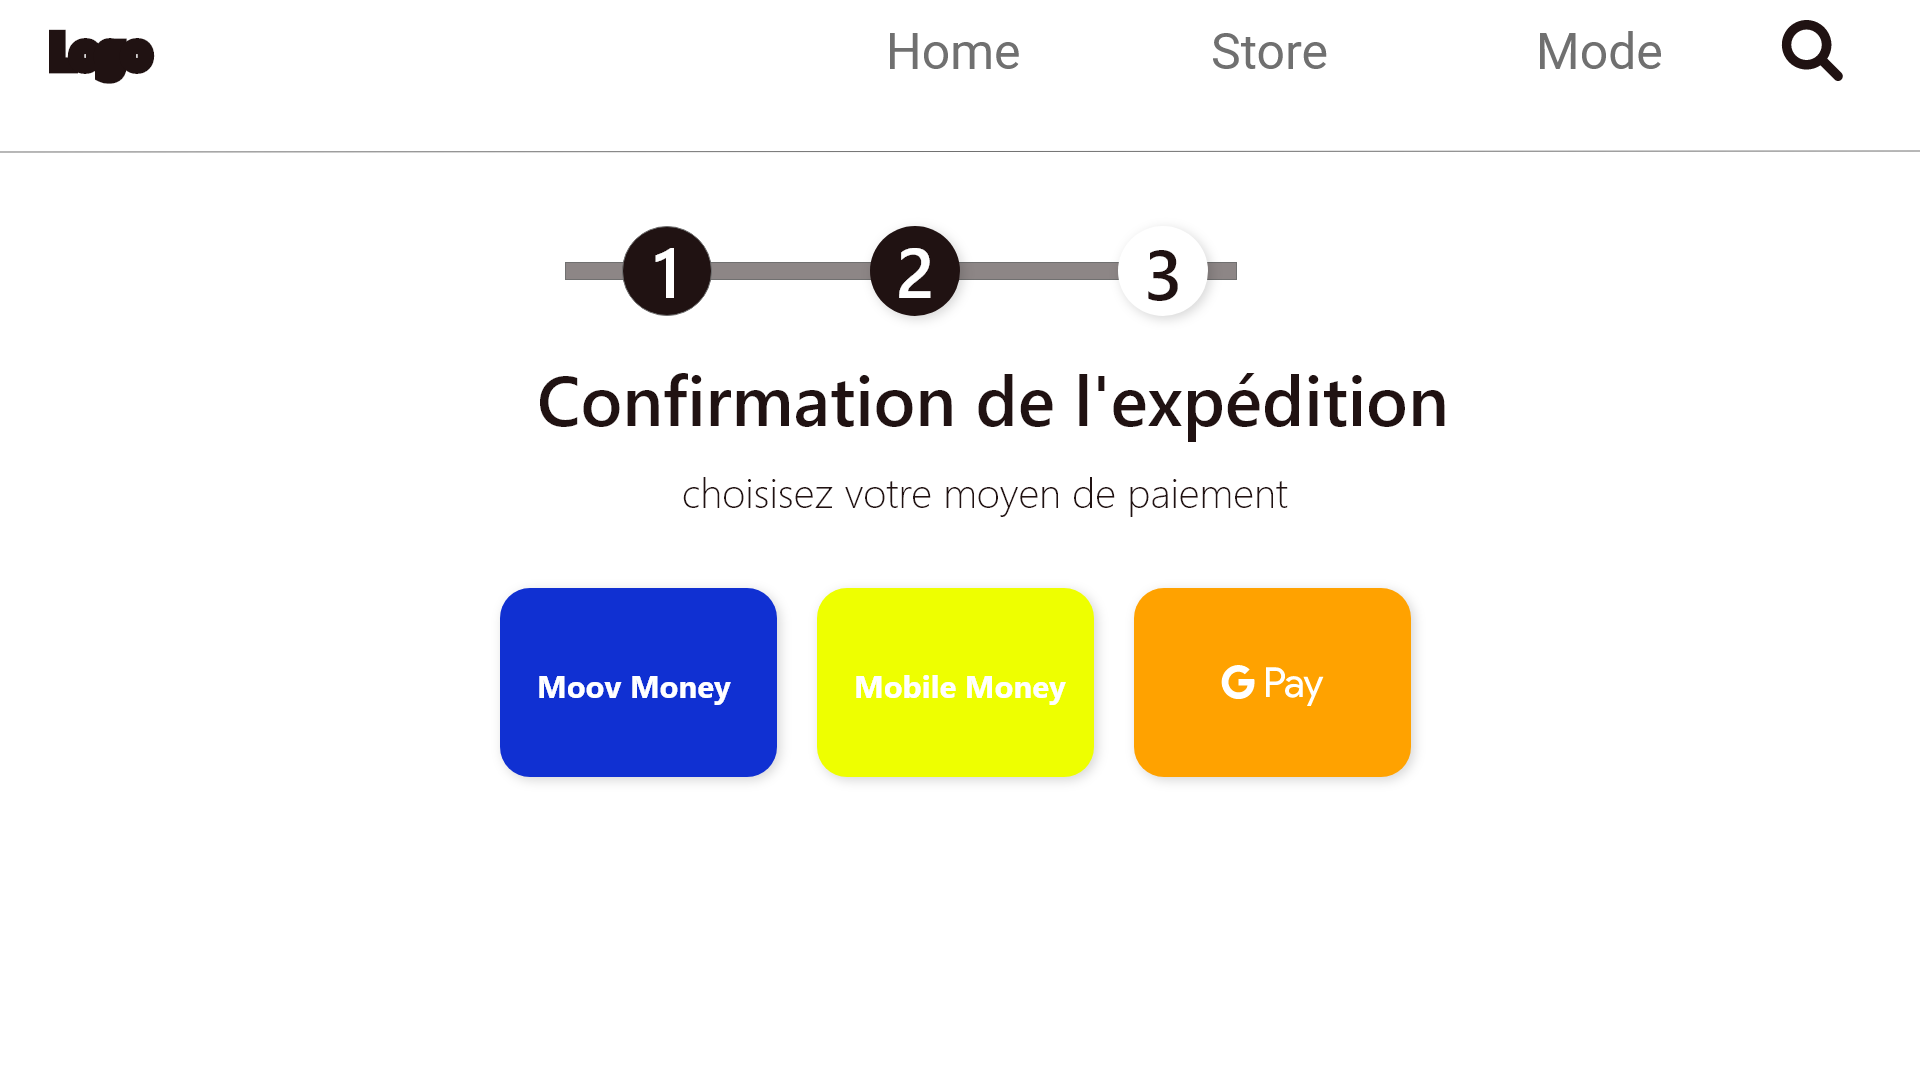 Logo
Home Store Mode
1 2 3
Confirmation de l'expédition
choisisez votre moyen de paiement
Moov Money Mobile Money G Pay